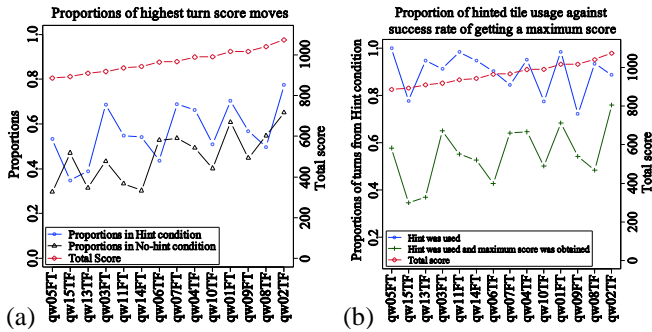 Proportions of highest turn score moves
Proportions
0.0 0.2 0.4 0.6 0.8 1.0
0 200 400 600 800 1000
Total score
Proportions in Hint condition
Proportions in No-hint condition
Total Score
qw05FT
qw15TF
qw13TF
qw03FT
qw11FT
qw14FT
qw06TF
qw07FT
qw04TF
qw10TF
qw01FT
qw09FT
qw08TF
qw02TF
(a)
Proportion of hinted tile usage against
success rate of getting a maximum score
Proportions of turns from Hint condition
0.2 0.4 0.6 0.8 1.0
0 200 400 600 800 1000
Total score
Hint was used
Hint was used and maximum score was obtained
Total score
qw05FT
qw15TF
qw13TF
qw03FT
qw11FT
qw14FT
qw06TF
qw07FT
qw04TF
qw10TF
qw01FT
qw09FT
qw08TF
qw02TF
(b)